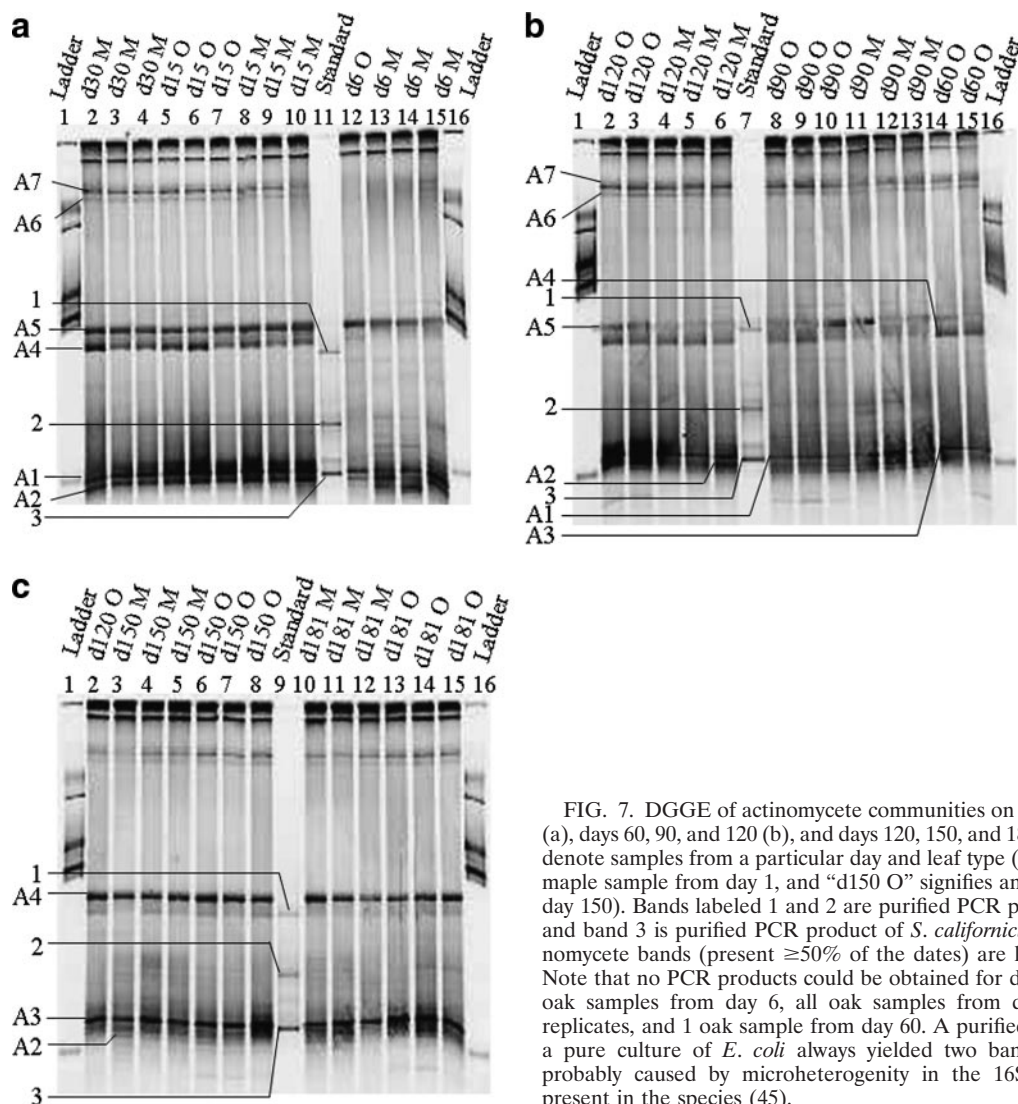 a
Ladder d30 M d30 M d30 M d15 O d15 O d15 O d15 M d15 M d15 M Standard d6 O d6 M d6 M d6 M Ladder
1 2 3 4 5 6 7 8 9 10 11 12 13 14 15 16
A7
A6
1
A5
A4
2
A1
A2
3
b
Ladder d120 O d120 O d120 M d120 M d120 M Standard d90 O d90 O d90 O d90 M d90 M d90 M d60 O d60 O Ladder
1 2 3 4 5 6 7 8 9 10 11 12 13 14 15 16
A7
A6
A4
1
A5
2
A2
3
A1
A3
c
Ladder d120 O d150 M d150 M d150 M d150 O d150 O d150 O Standard d181 M d181 M d181 M d181 O d181 O d181 O Ladder
1 2 3 4 5 6 7 8 9 10 11 12 13 14 15 16
1
A4
2
A3
A2
3
FIG. 7. DGGE of actinomycete communities on
(a), days 60, 90, and 120 (b), and days 120, 150, and 18
denote samples from a particular day and leaf type (
maple sample from day 1, and “d150 O” signifies an
day 150). Bands labeled 1 and 2 are purified PCR p
and band 3 is purified PCR product of S. californic
nomycete bands (present ≥50% of the dates) are l
Note that no PCR products could be obtained for d
oak samples from day 6, all oak samples from d
replicates, and 1 oak sample from day 60. A purified
a pure culture of E. coli always yielded two ban
probably caused by microheterogenity in the 16S
present in the species (45).